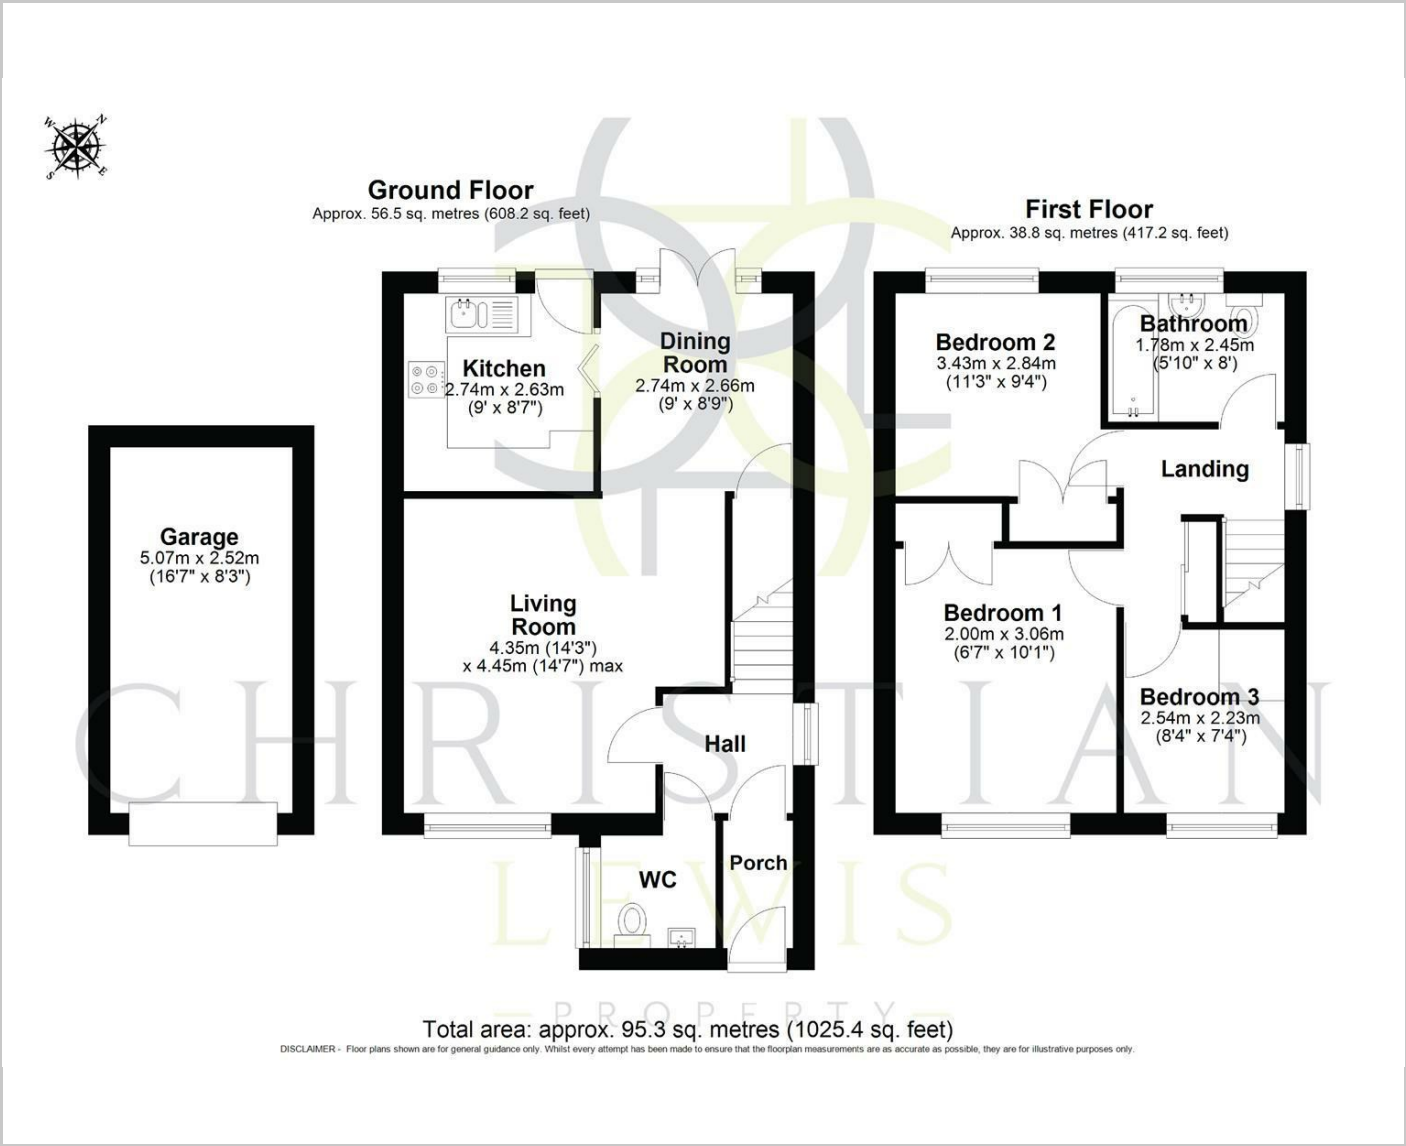 W N
S E
Ground Floor
Approx. 56.5 sq. metres (608.2 sq. feet)
First Floor
Approx. 38.8 sq. metres (417.2 sq. feet)
Kitchen
2.74m x 2.63m
(9' x 8'7")
Dining
Room
2.74m x 2.66m
(9' x 8'9")
Bedroom 2
3.43m x 2.84m
(11'3" x 9'4")
Bathroom
1.78m x 2.45m
(5'10" x 8')
Landing
Garage
5.07m x 2.52m
(16'7" x 8'3")
Living
Room
4.35m (14'3")
x 4.45m (14'7") max
Bedroom 1
2.00m x 3.06m
(6'7" x 10'1")
Bedroom 3
2.54m x 2.23m
(8'4" x 7'4")
Hall
Porch
WC
CHRISTIAN
LEWIS
PROPERTY
Total area: approx. 95.3 sq. metres (1025.4 sq. feet)
DISCLAIMER - Floor plans shown are for general guidance only. Whilst every attempt has been made to ensure that the floorplan measurements are as accurate as possible, they are for illustrative purposes only.